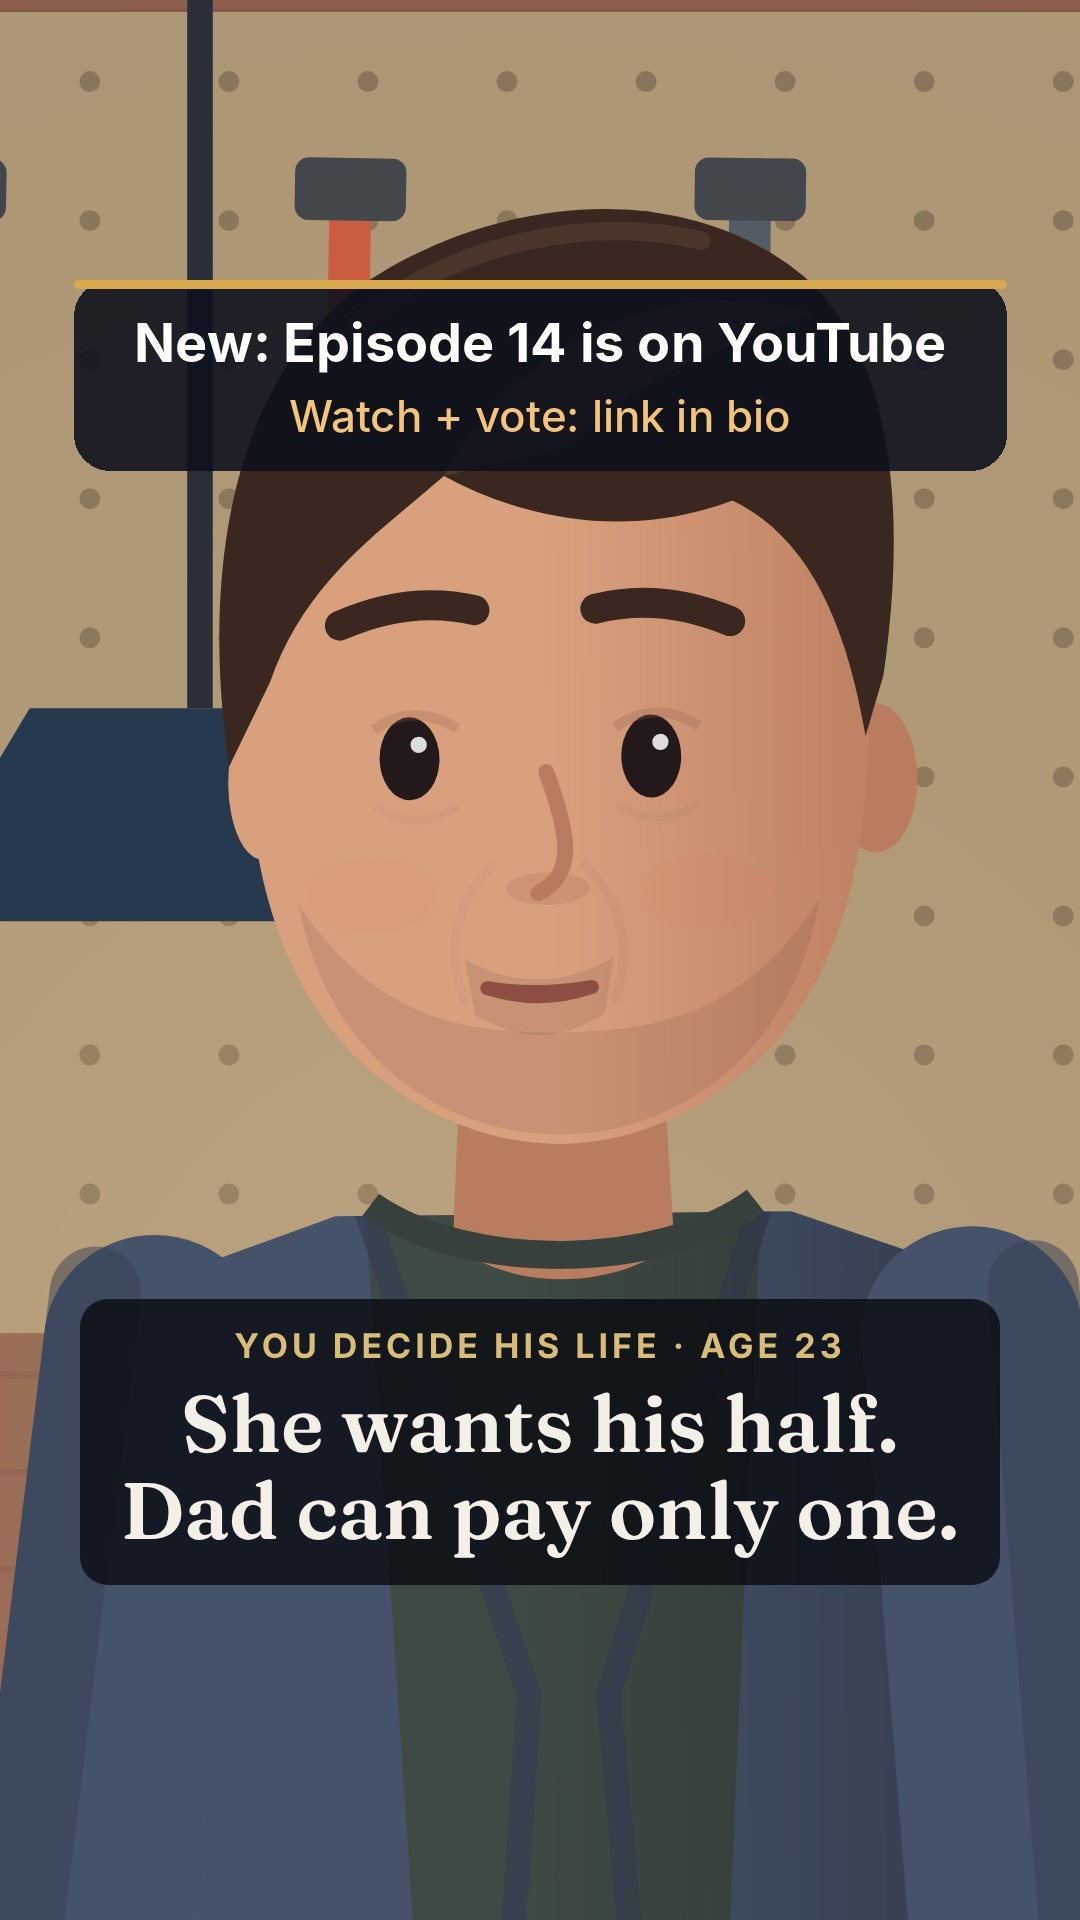 New: Episode 14 is on YouTube
Watch + vote: link in bio
YOU DECIDE HIS LIFE · AGE 23
She wants his half.
Dad can pay only one.